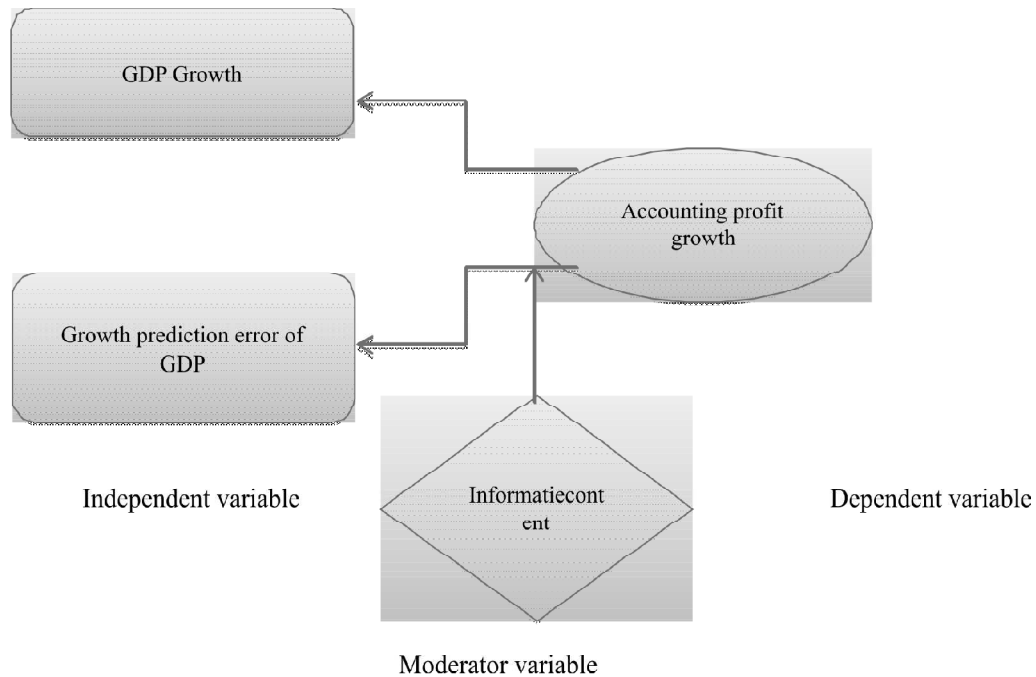 GDP Growth
Accounting profit
growth
Growth prediction error of
GDP
Informatiecont
ent
Independent variable
Dependent variable
Moderator variable